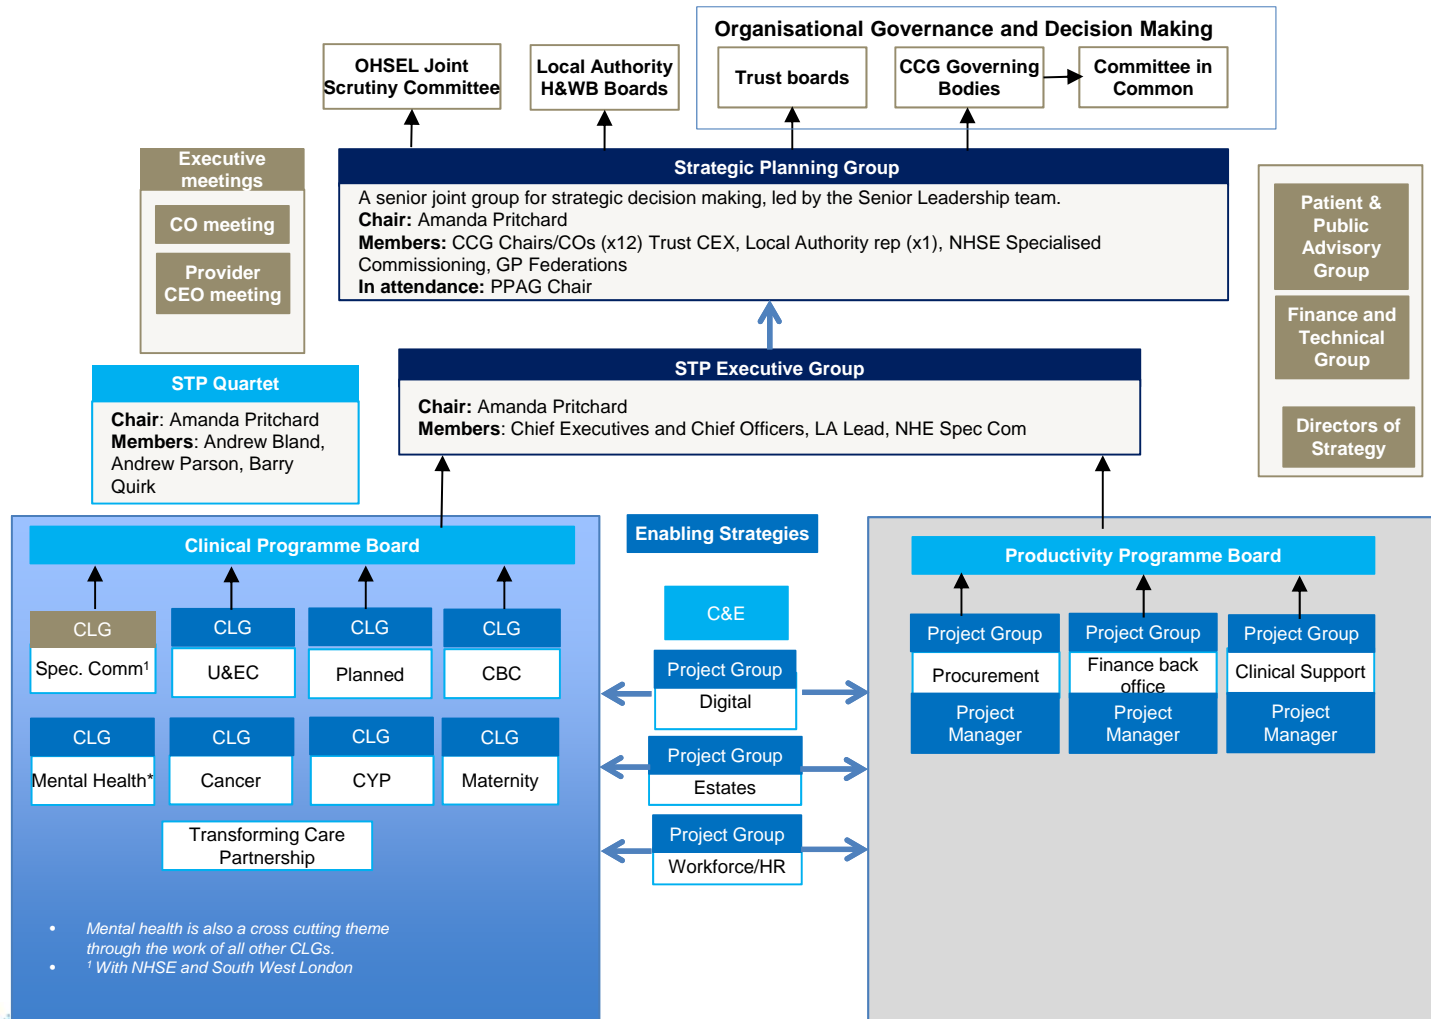 Organisational Governance and Decision Making
OHSEL Joint
Scrutiny Committee
Local Authority
H&WB Boards
Trust boards
CCG Governing
Bodies
Committee in
Common
Executive
meetings
CO meeting
Provider
CEO meeting
Strategic Planning Group
A senior joint group for strategic decision making, led by the Senior Leadership team.
Chair: Amanda Pritchard
Members: CCG Chairs/COs (x12) Trust CEX, Local Authority rep (x1), NHSE Specialised
Commissioning, GP Federations
In attendance: PPAG Chair
Patient &
Public
Advisory
Group
Finance and
Technical
Group
Directors of
Strategy
STP Quartet
Chair: Amanda Pritchard
Members: Andrew Bland,
Andrew Parson, Barry
Quirk
STP Executive Group
Chair: Amanda Pritchard
Members: Chief Executives and Chief Officers, LA Lead, NHE Spec Com
Clinical Programme Board
CLG
Spec. Comm¹
CLG
U&EC
CLG
Planned
CLG
CBC
CLG
Mental Health*
CLG
Cancer
CLG
CYP
CLG
Maternity
Transforming Care
Partnership
• Mental health is also a cross cutting theme
through the work of all other CLGs.
• ¹ With NHSE and South West London
Enabling Strategies
C&E
Project Group
Digital
Project Group
Estates
Project Group
Workforce/HR
Productivity Programme Board
Project Group
Procurement
Project
Manager
Project Group
Finance back
office
Project
Manager
Project Group
Clinical Support
Project
Manager